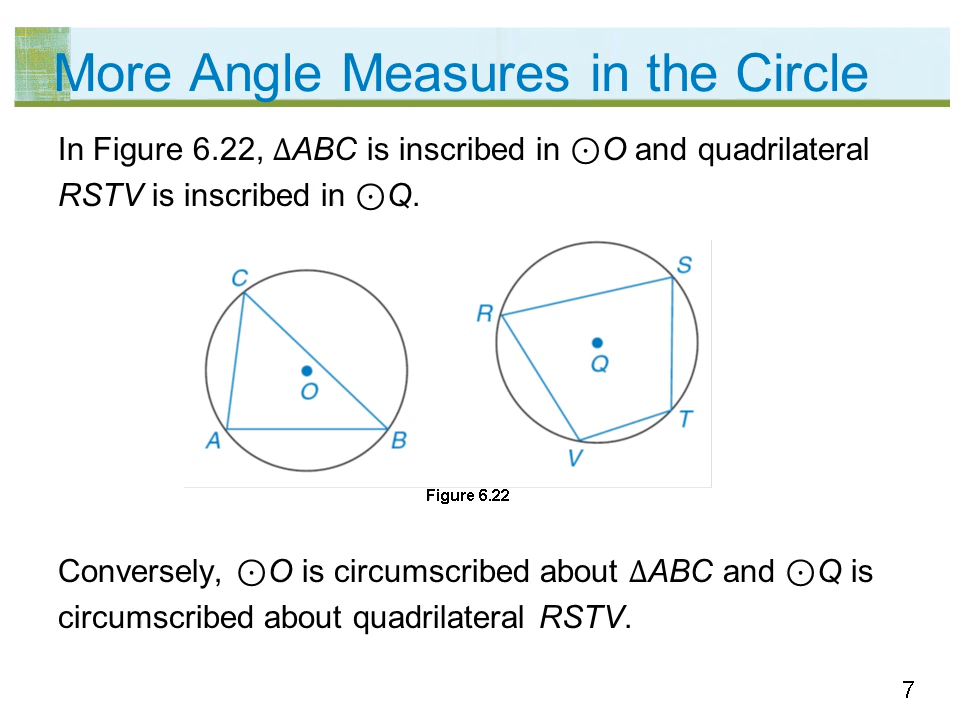 More Angle Measures in the Circle
In Figure 6.22, ΔABC is inscribed in ⨀O and quadrilateral
RSTV is inscribed in ⨀Q.
C
O
A
B
S
R
Q
T
V
Figure 6.22
Conversely, ⨀O is circumscribed about ΔABC and ⨀Q is
circumscribed about quadrilateral RSTV.
7